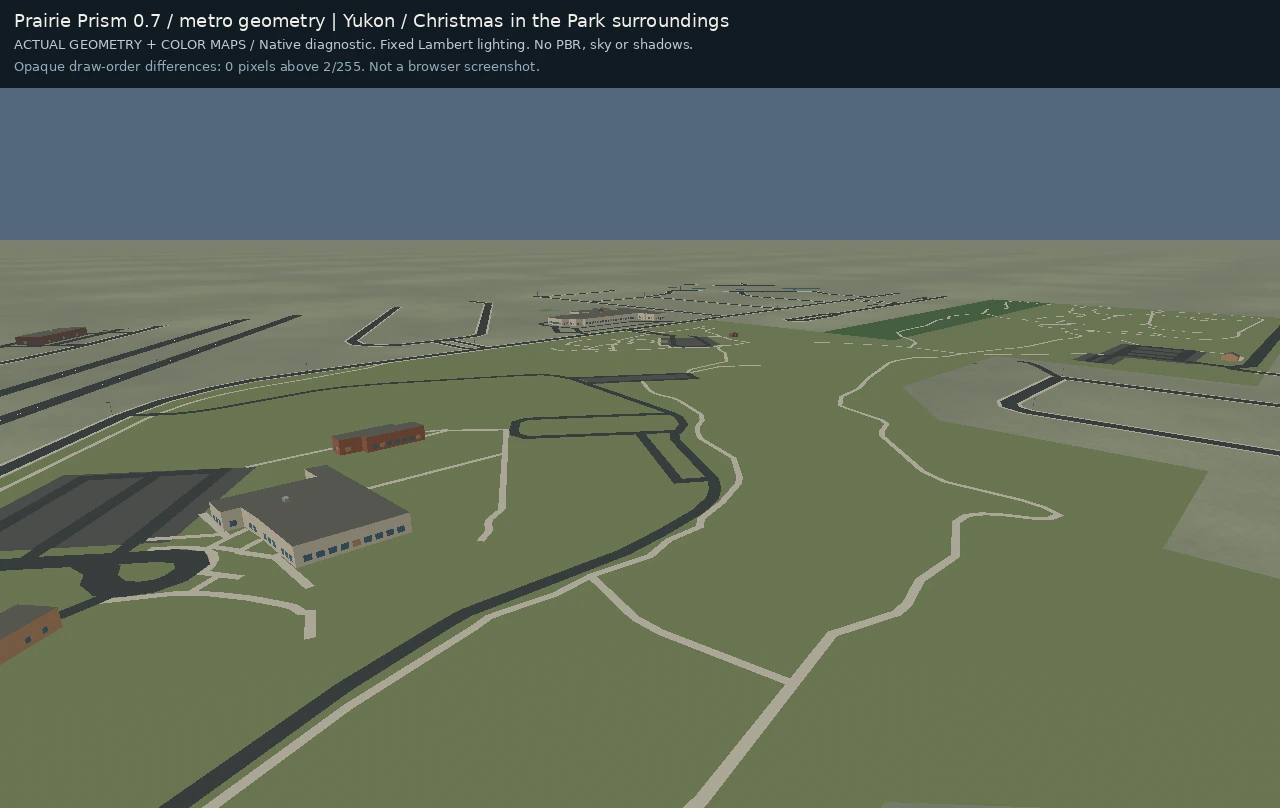 Prairie Prism 0.7 / metro geometry | Yukon / Christmas in the Park surroundings
ACTUAL GEOMETRY + COLOR MAPS / Native diagnostic. Fixed Lambert lighting. No PBR, sky or shadows.
Opaque draw-order differences: 0 pixels above 2/255. Not a browser screenshot.